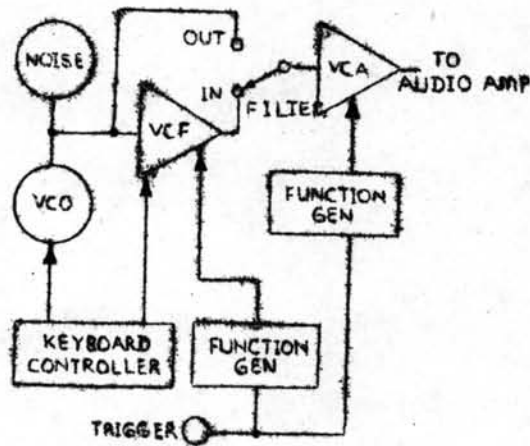 OUT
NOISE
VCA
TO
AUDIO AMP
IN
FILTER
VCF
VCO
FUNCTION
GEN
KEYBOARD
CONTROLLER
FUNCTION
GEN
TRIGGER